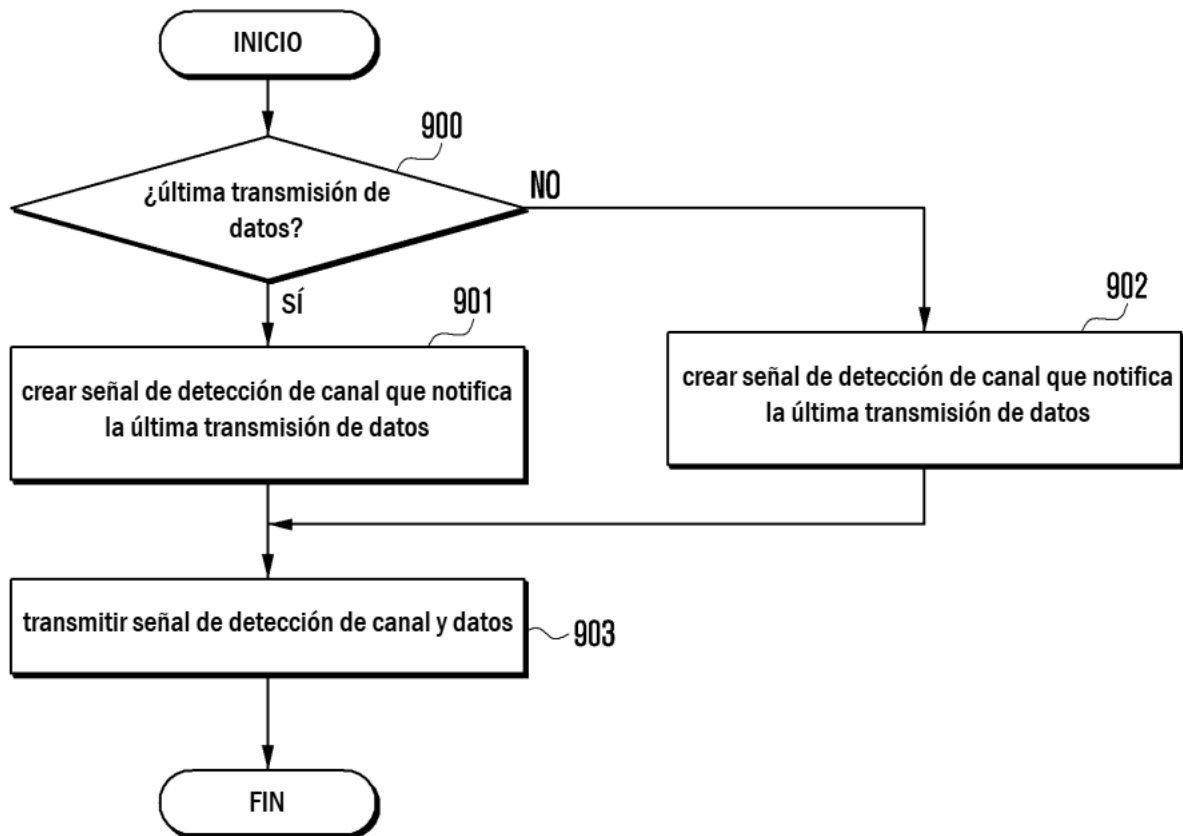 INICIO
900
¿última transmisión de
datos?
NO
SÍ
901
902
crear señal de detección de canal que notifica
la última transmisión de datos
crear señal de detección de canal que notifica
la última transmisión de datos
transmitir señal de detección de canal y datos
903
FIN